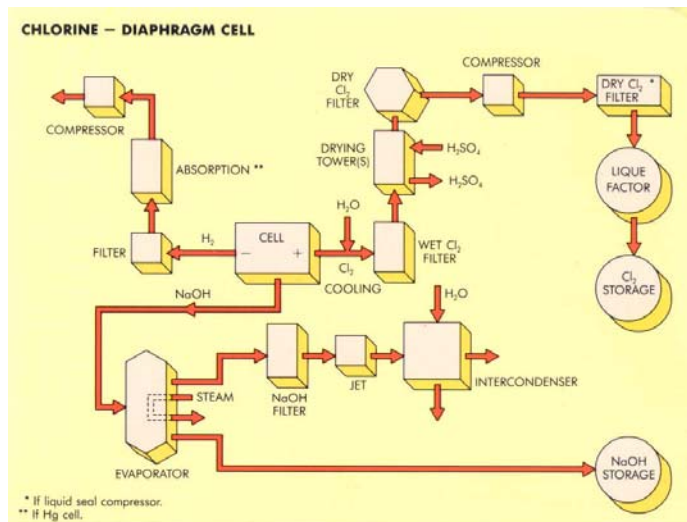 CHLORINE – DIAPHRAGM CELL
COMPRESSOR
DRY
Cl₂
FILTER
COMPRESSOR
DRY Cl₂ *
FILTER
ABSORPTION **
DRYING
TOWER(S)
H₂SO₄
H₂SO₄
LIQUE
FACTOR
H₂O
FILTER
H₂
CELL
– +
Cl₂
COOLING
WET Cl₂
FILTER
Cl₂
STORAGE
NaOH
H₂O
STEAM
NaOH
FILTER
JET
INTERCONDENSER
EVAPORATOR
NaOH
STORAGE
* If liquid seal compressor.
** If Hg cell.